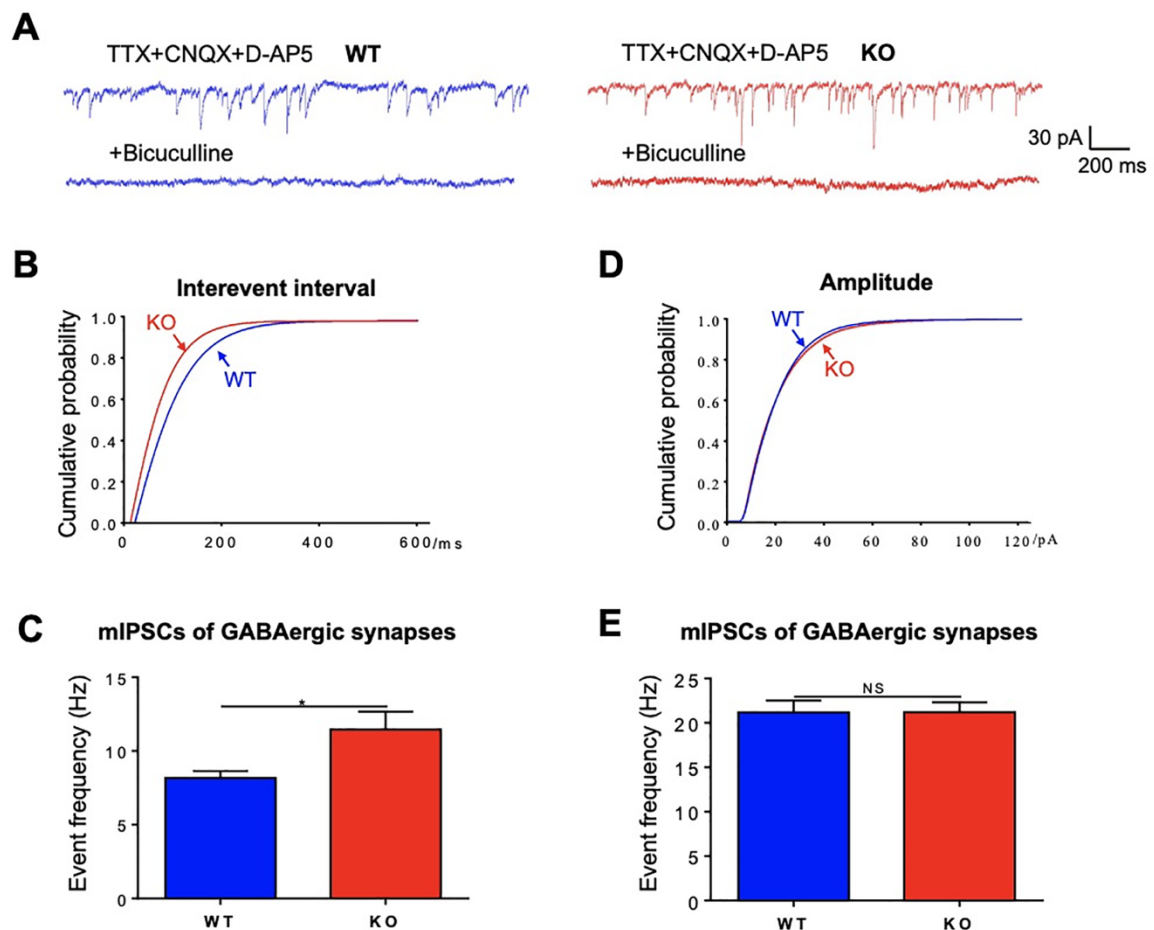 A
TTX+CNQX+D-AP5 WT
TTX+CNQX+D-AP5 KO
+Bicuculline
+Bicuculline
30 pA
200 ms
B
Interevent interval
Cumulative probability
1.0
0.8
0.6
0.4
0.2
0.0
KO
WT
0 200 400 600/ms
D
Amplitude
Cumulative probability
1.0
0.8
0.6
0.4
0.2
0.0
WT
KO
0 20 40 60 80 100 120/pA
C
mIPSCs of GABAergic synapses
Event frequency (Hz)
15
10
5
0
*
WT KO
E
mIPSCs of GABAergic synapses
Event frequency (Hz)
25
20
15
10
5
0
NS
WT KO